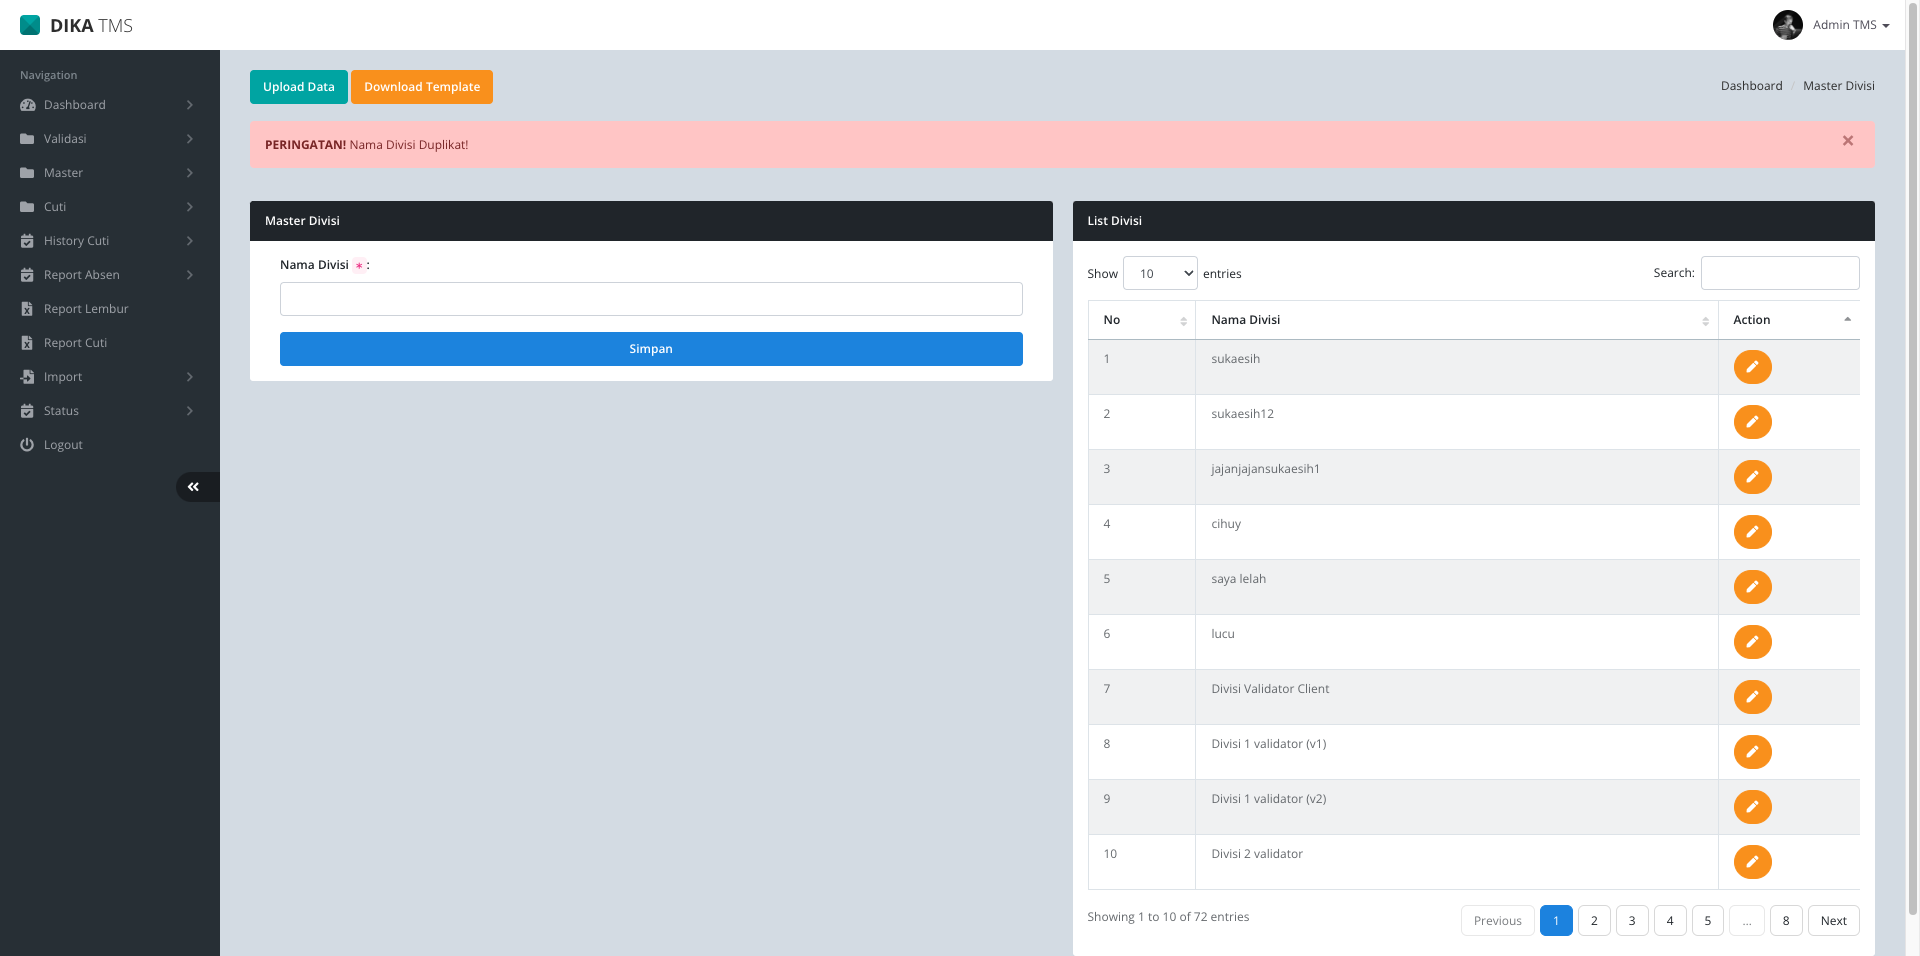 DIKA TMS
Admin TMS
Navigation
Dashboard
Validasi
Master
Cuti
History Cuti
Report Absen
Report Lembur
Report Cuti
Import
Status
Logout
Upload Data
Download Template
Dashboard / Master Divisi
PERINGATAN! Nama Divisi Duplikat!
Master Divisi
Nama Divisi *:
Simpan
List Divisi
Show 10 entries
Search:
No Nama Divisi Action
1 sukaesih
2 sukaesih12
3 jajanjajansukaesih1
4 cihuy
5 saya lelah
6 lucu
7 Divisi Validator Client
8 Divisi 1 validator (v1)
9 Divisi 1 validator (v2)
10 Divisi 2 validator
Showing 1 to 10 of 72 entries
Previous 1 2 3 4 5 ... 8 Next